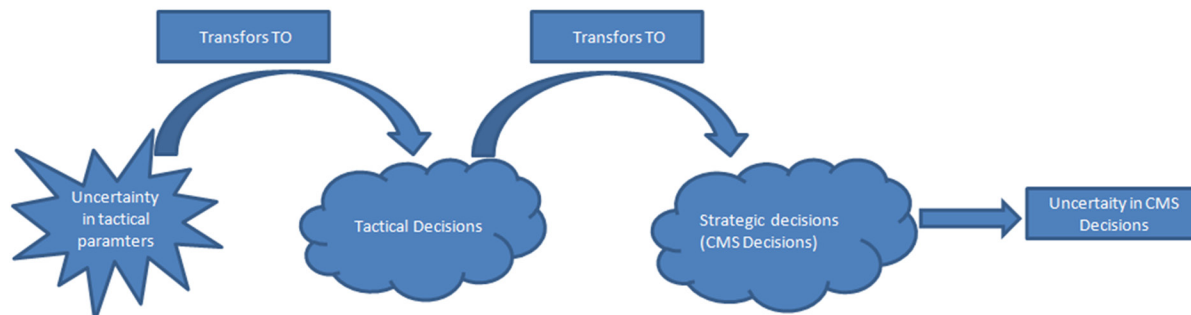 Transfors TO
Transfors TO
Uncertainty
in tactical
paramters
Tactical Decisions
Strategic decisions
(CMS Decisions)
Uncertaity in CMS
Decisions